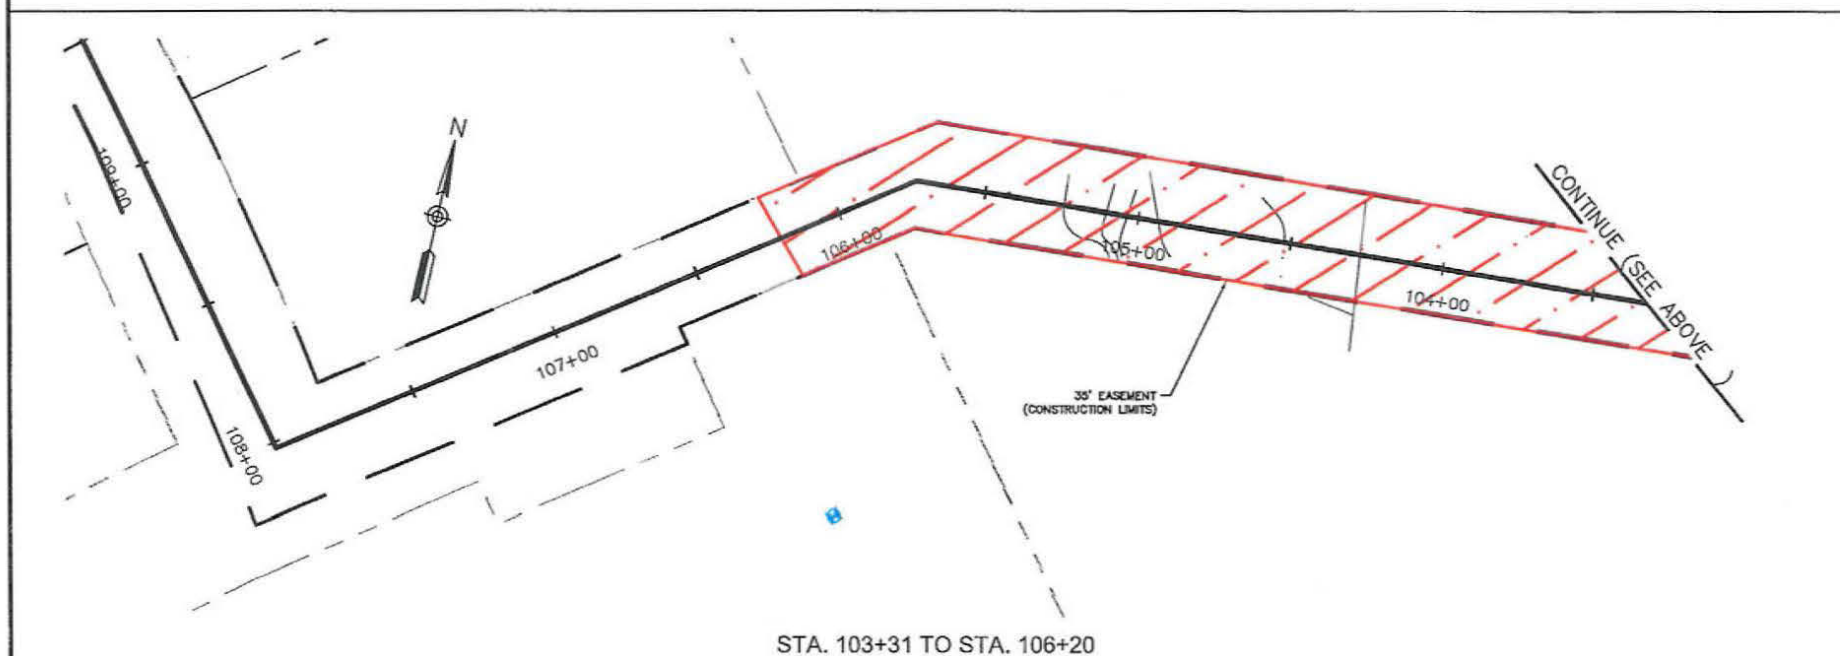 N
109+00
108+00
107+00
106+00
105+00
104+00
CONTINUE (SEE ABOVE)
35' EASEMENT
(CONSTRUCTION LIMITS)
STA. 103+31 TO STA. 106+20